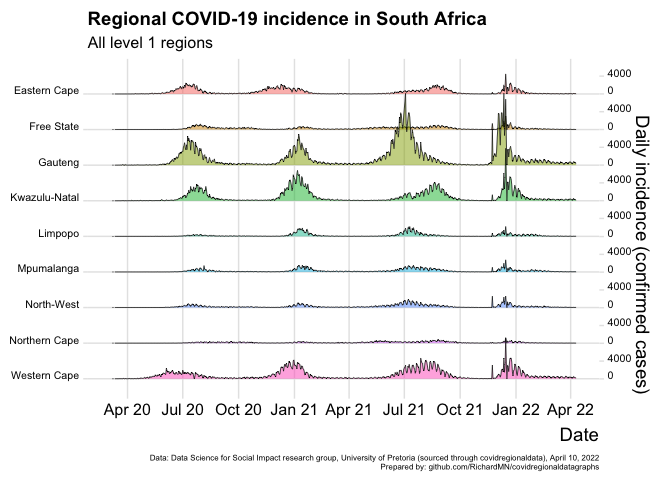 Regional COVID-19 incidence in South Africa
All level 1 regions
Eastern Cape
4000
0
Free State
4000
0
Gauteng
4000
0
Kwazulu-Natal
4000
0
Limpopo
4000
0
Mpumalanga
4000
0
North-West
4000
0
Northern Cape
4000
0
Western Cape
4000
0
Daily incidence (confirmed cases)
Apr 20 Jul 20 Oct 20 Jan 21 Apr 21 Jul 21 Oct 21 Jan 22 Apr 22
Date
Data: Data Science for Social Impact research group, University of Pretoria (sourced through covidregionaldata), April 10, 2022
Prepared by: github.com/RichardMN/covidregionaldatagraphs